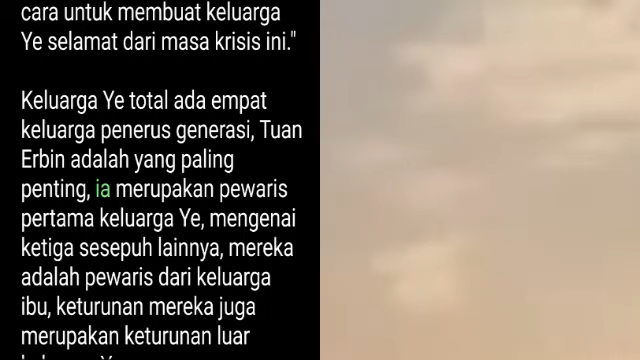 cara untuk membuat keluarga
Ye selamat dari masa krisis ini."
Keluarga Ye total ada empat
keluarga penerus generasi, Tuan
Erbin adalah yang paling
penting, ia merupakan pewaris
pertama keluarga Ye, mengenai
ketiga sesepuh lainnya, mereka
adalah pewaris dari keluarga
ibu, keturunan mereka juga
merupakan keturunan luar